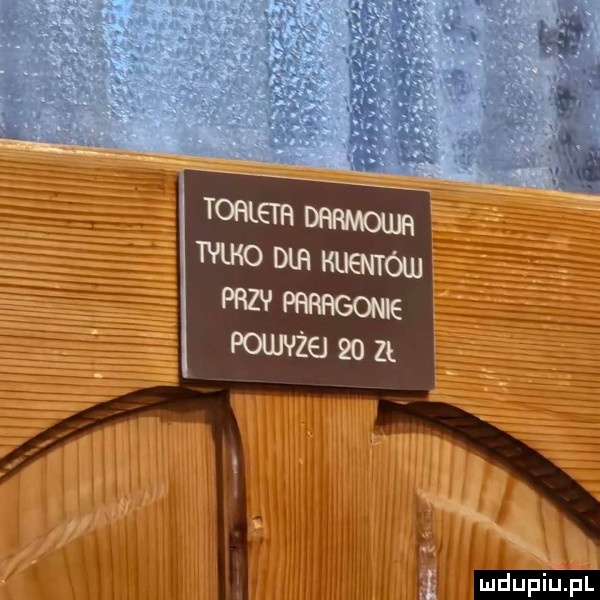 TOALETA DARMOWA
TYLKO DLA KLIENTÓW
PRZY PARAGONIE
POWYŻEJ 20 Zł
wdupiu.pl